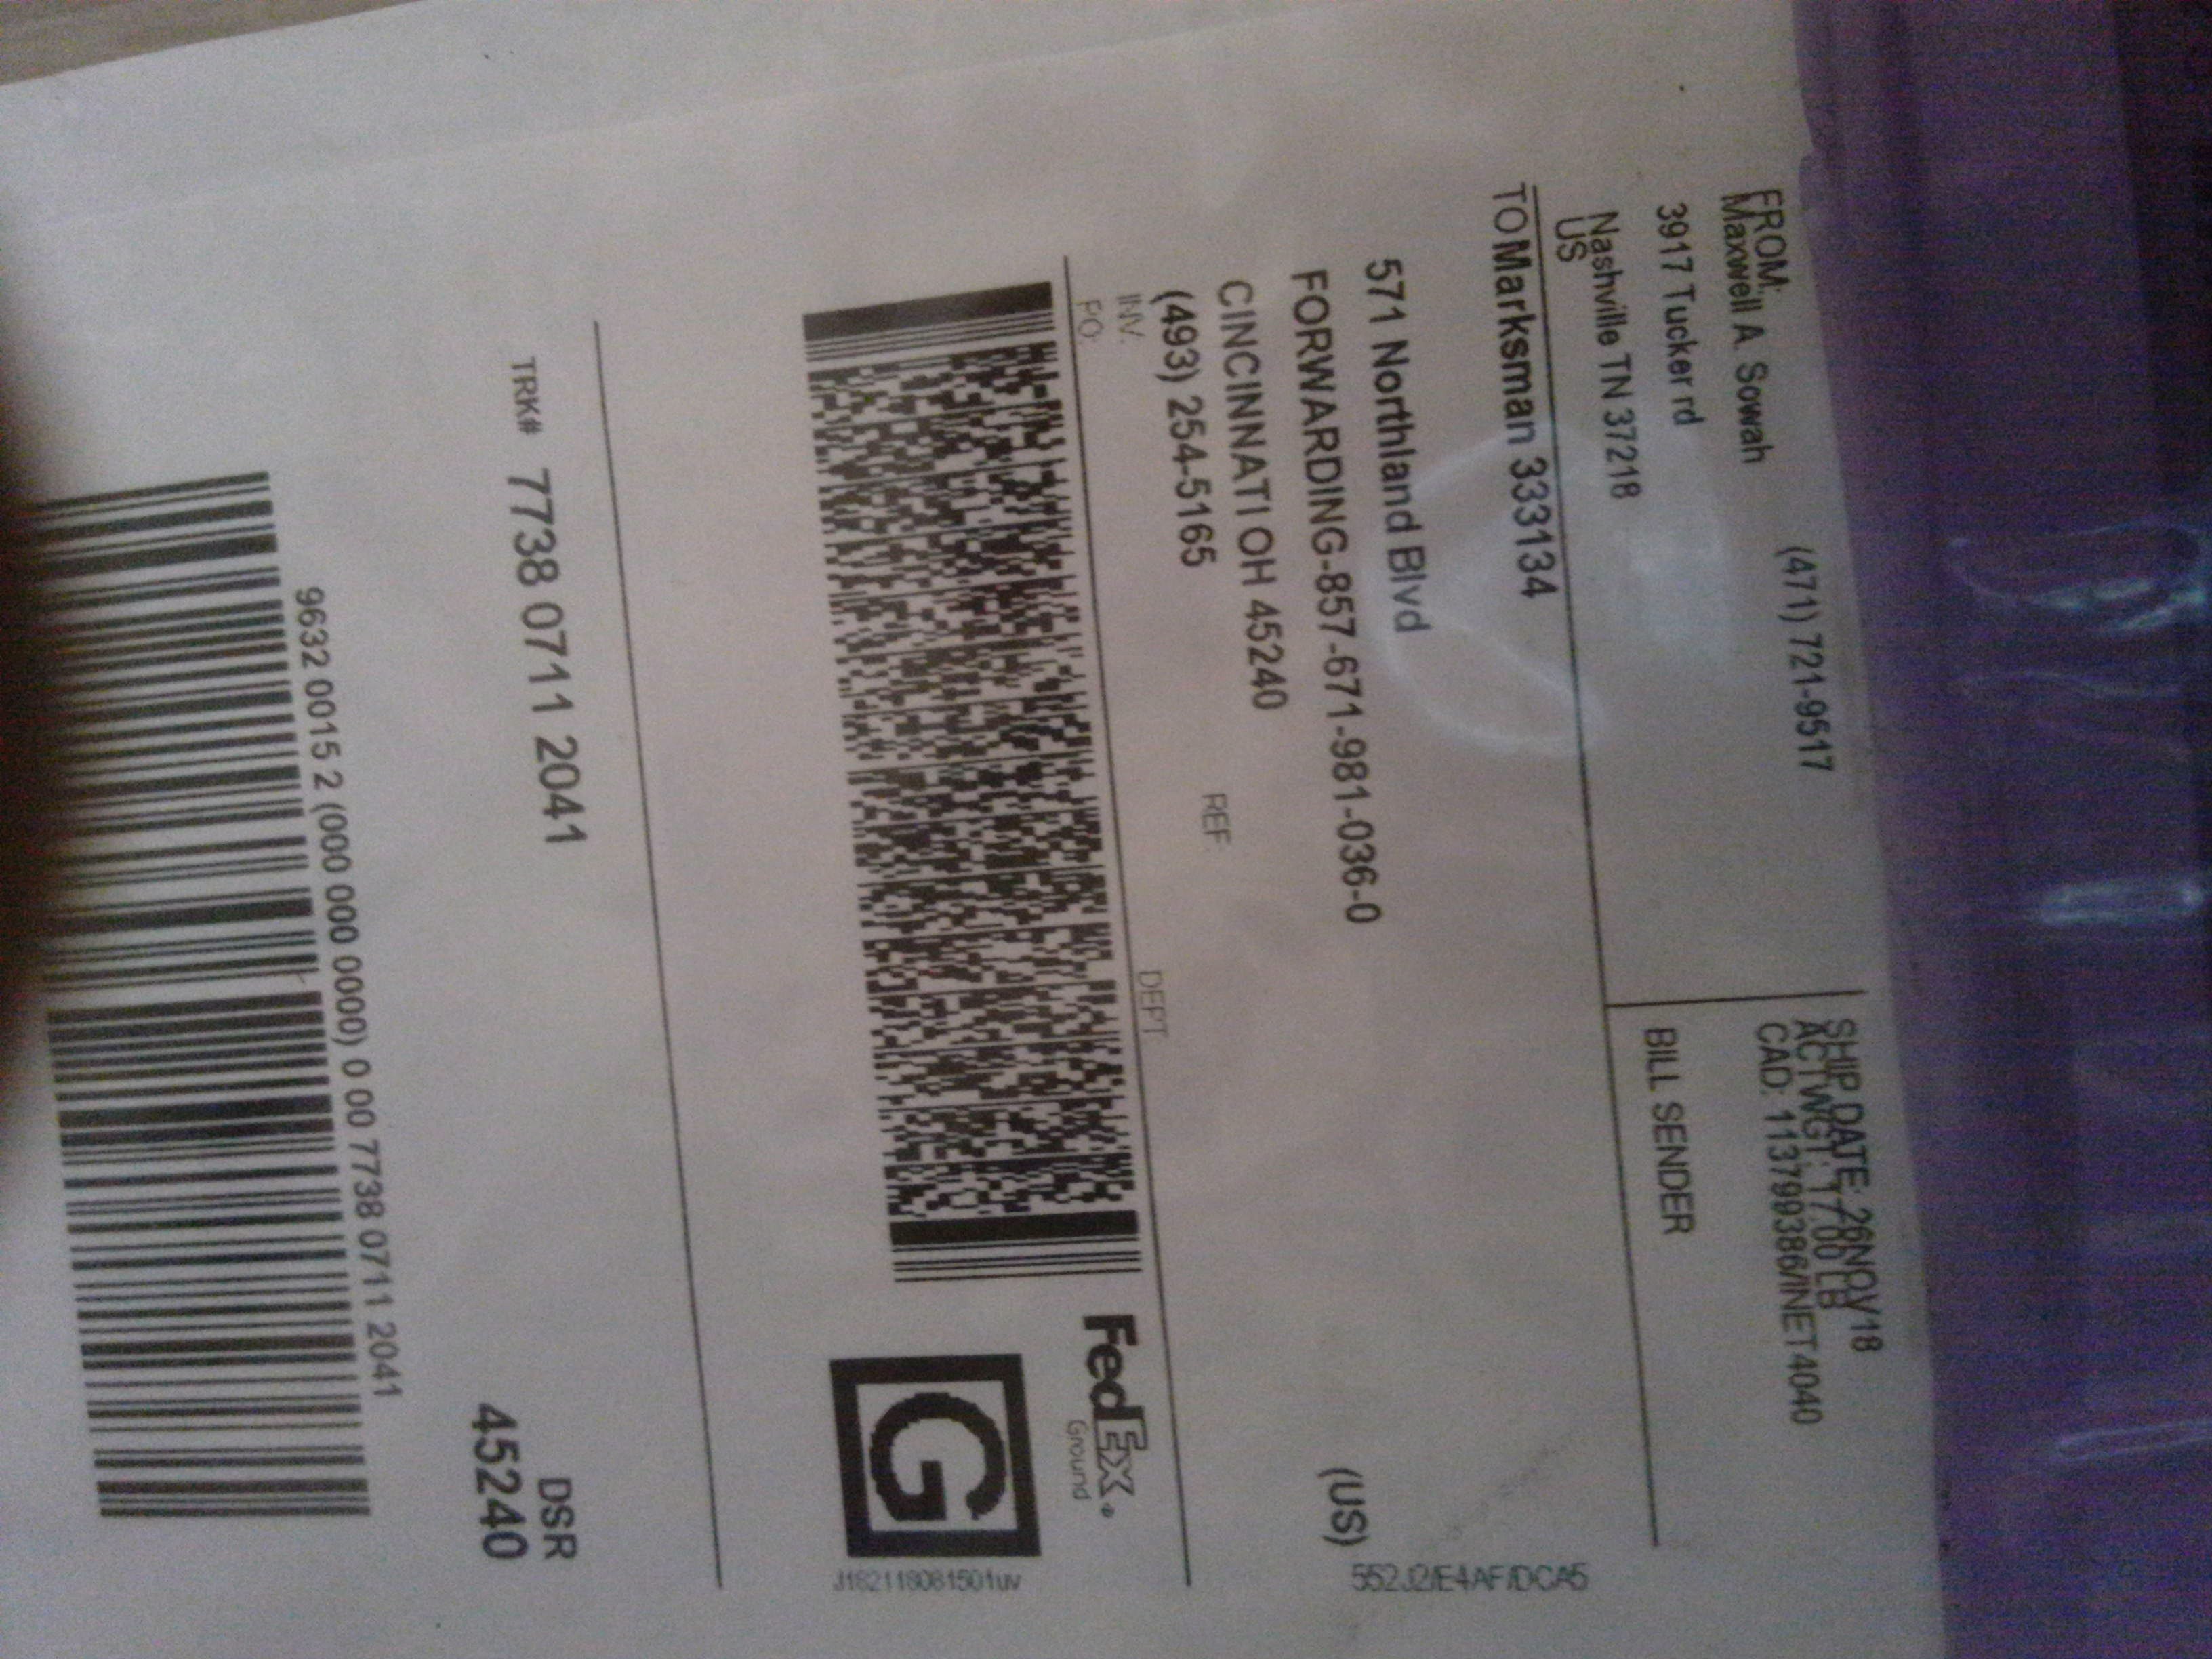 FROM: (471) 721-9517
Maxwell A. Sowah
3917 Tucker rd
Nashville TN 37218
US
SHIP DATE: 26NOV18
ACTWGT: 17.00 LB
CAD: 113799386/INET4040
BILL SENDER
TO Marksman 333134
571 Northland Blvd
FORWARDING-857-671-981-036-0
CINCINNATI OH 45240
(US)
(493) 254-5165
REF:
INV:
PO:
DEPT:
552J2/E4AF/DCA5
FedEx
Ground
G
J182118081501uv
TRK# 7738 0711 2041
DSR
45240
9632 0015 2 (000 000 0000) 0 00 7738 0711 2041